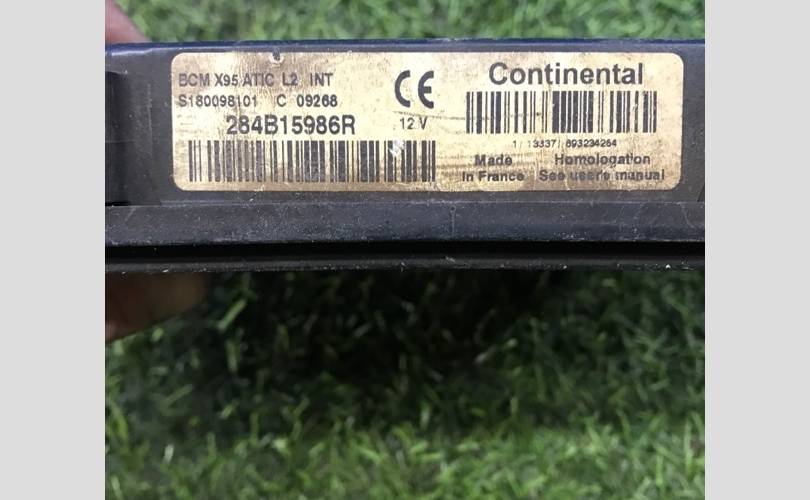 BCM X95 ATIC L2 INT
S180098101 C 09268
284B15986R
CE
12 V
Continental
1/ 13337/ 693234264
Made in France
Homologation See user's manual